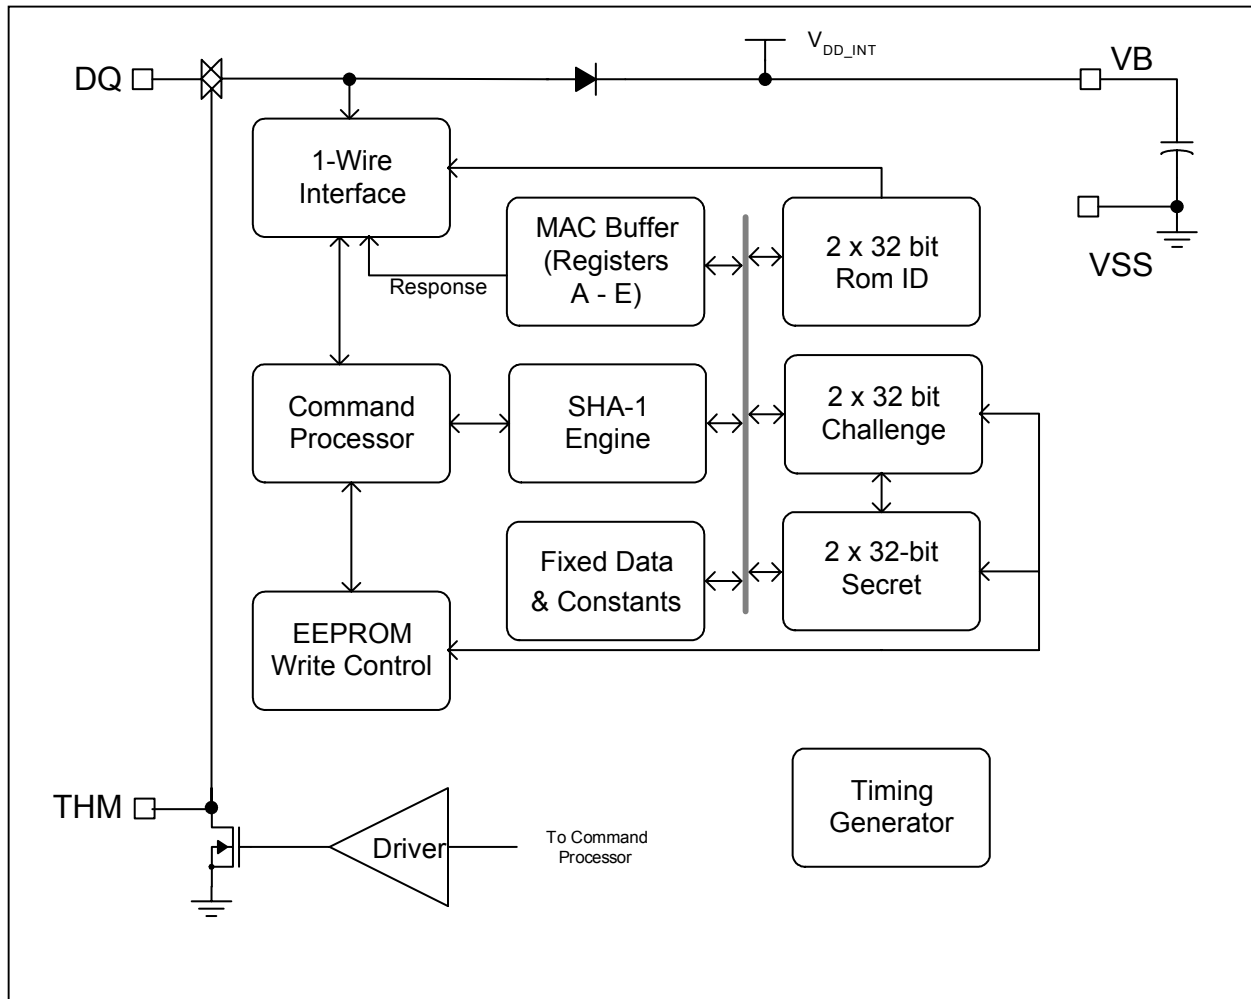 V_DD_INT
DQ
VB
1-Wire
Interface
MAC Buffer
(Registers
A - E)
2 x 32 bit
Rom ID
VSS
Response
Command
Processor
SHA-1
Engine
2 x 32 bit
Challenge
Fixed Data
& Constants
2 x 32-bit
Secret
EEPROM
Write Control
THM
Driver
To Command
Processor
Timing
Generator